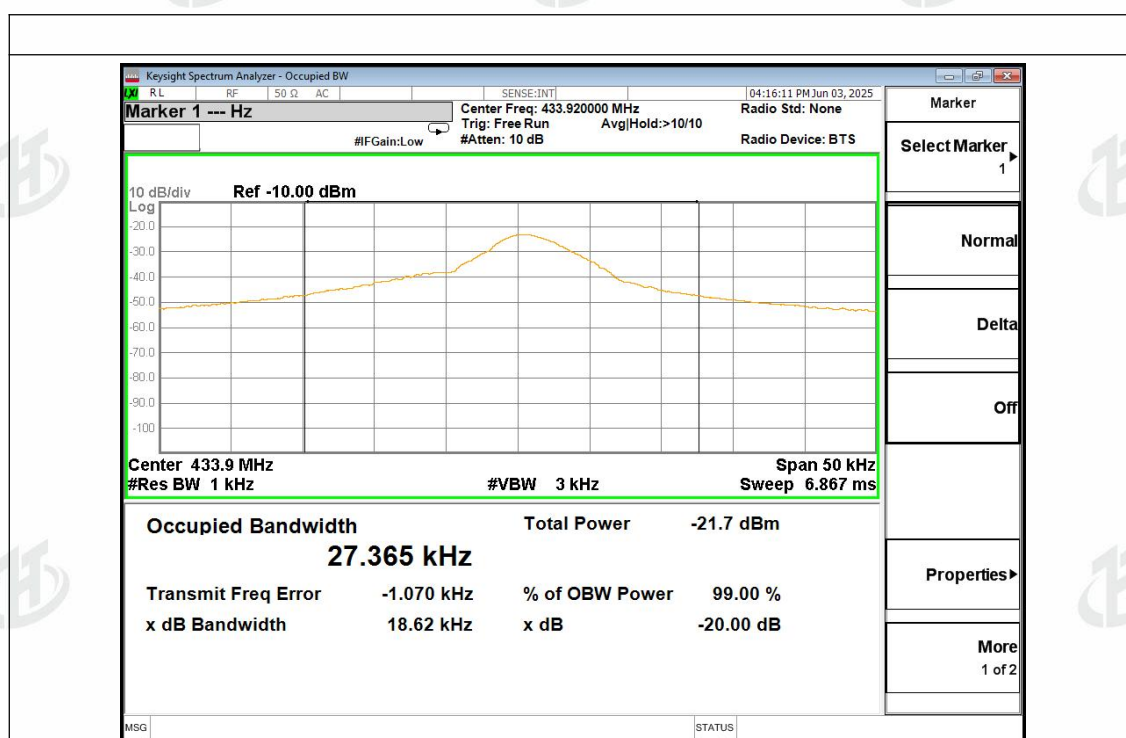 Keysight Spectrum Analyzer - Occupied BW
LXI RL RF 50 Ω AC SENSE:INT 04:16:11 PM Jun 03, 2025
Marker 1 --- Hz
Center Freq: 433.920000 MHz Radio Std: None
Trig: Free Run Avg|Hold:>10/10
#IFGain:Low #Atten: 10 dB Radio Device: BTS
10 dB/div Ref -10.00 dBm
Log
-20.0
-30.0
-40.0
-50.0
-60.0
-70.0
-80.0
-90.0
-100
Center 433.9 MHz Span 50 kHz
#Res BW 1 kHz #VBW 3 kHz Sweep 6.867 ms
Occupied Bandwidth Total Power -21.7 dBm
27.365 kHz
Transmit Freq Error -1.070 kHz % of OBW Power 99.00 %
x dB Bandwidth 18.62 kHz x dB -20.00 dB
MSG STATUS
Marker
Select Marker
1
Normal
Delta
Off
Properties
More
1 of 2